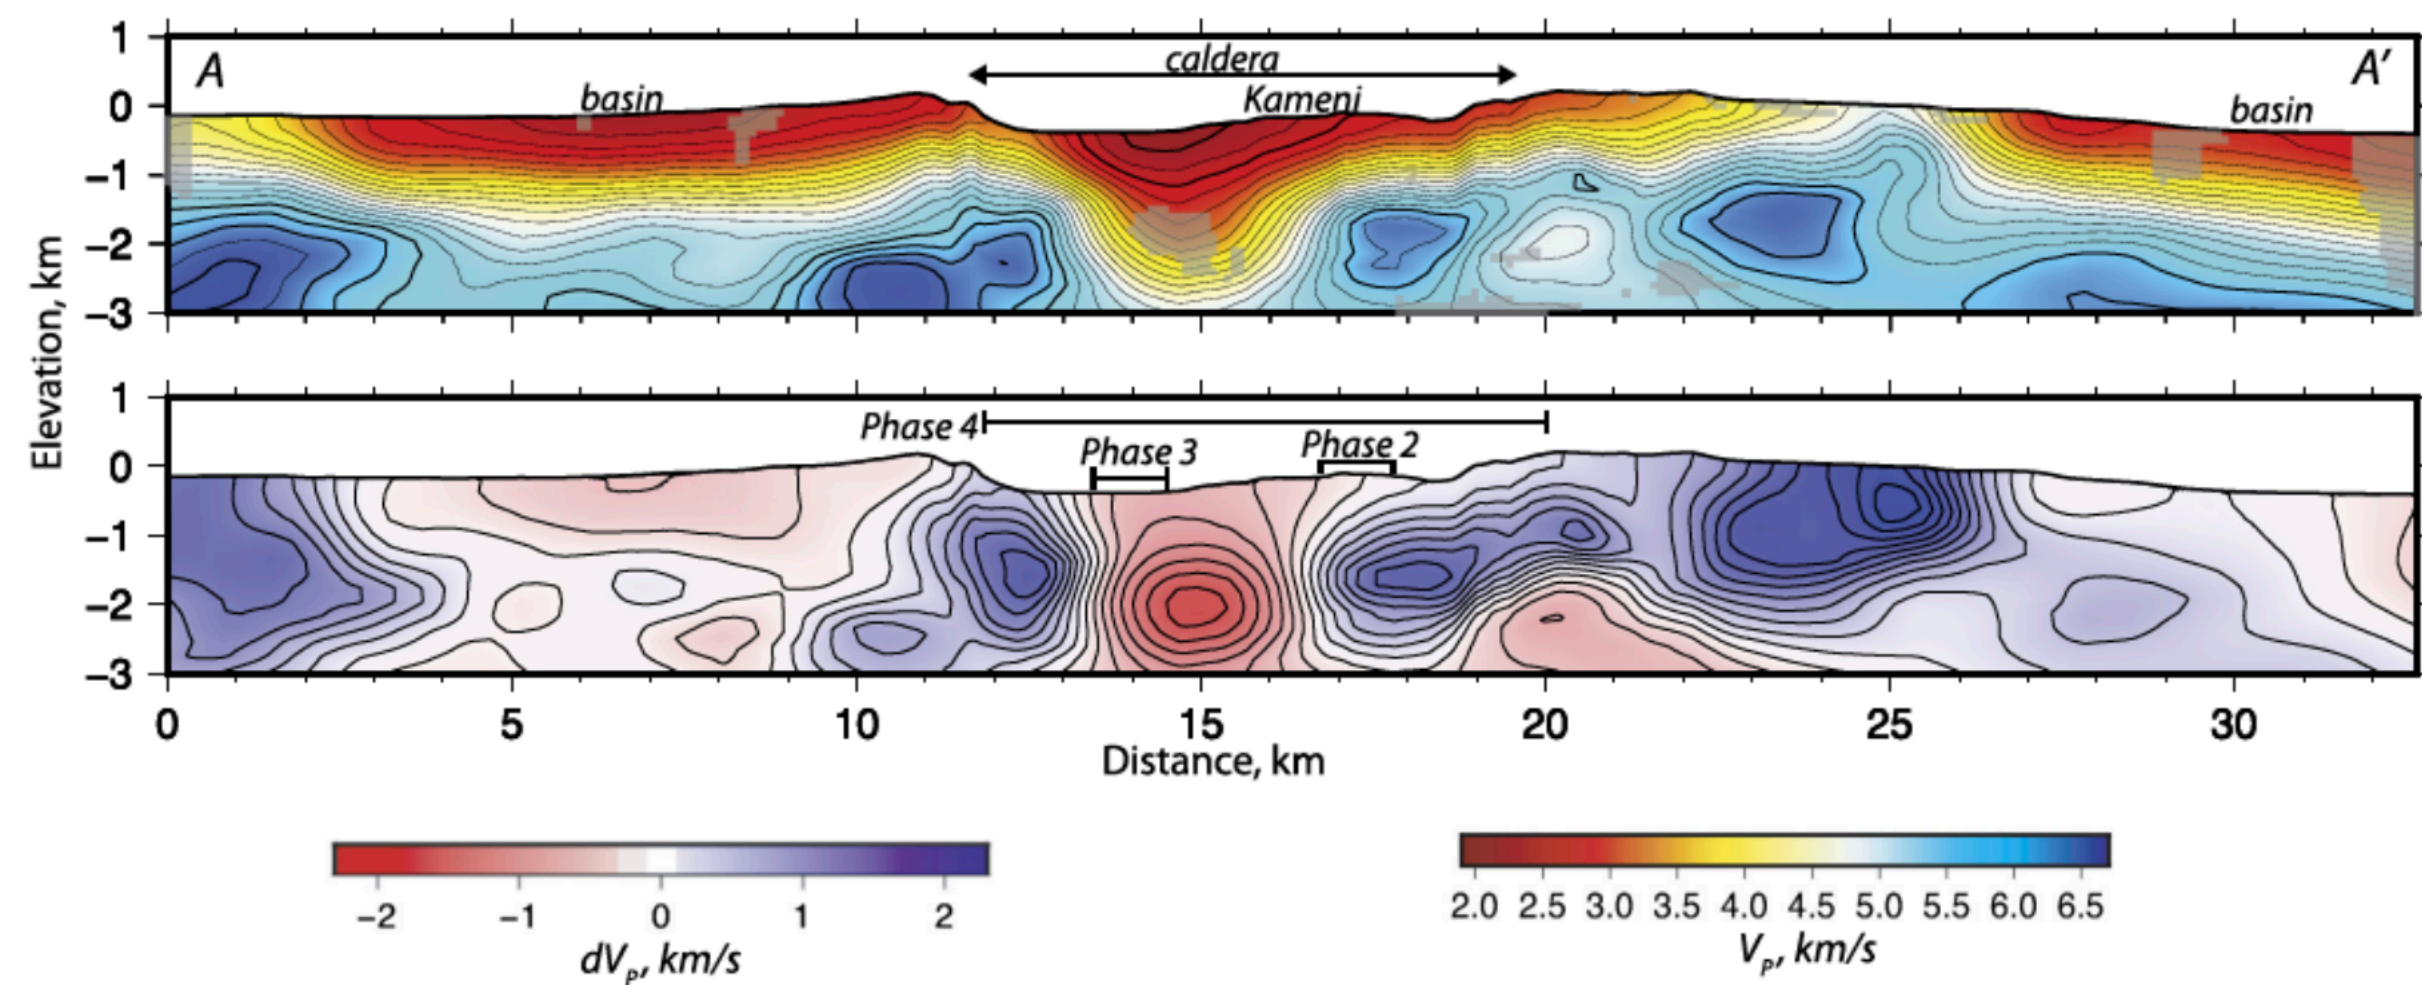 A
caldera
A′
basin
Kameni
basin
1
0
−1
−2
−3
Elevation, km
Phase 4
Phase 3
Phase 2
1
0
−1
−2
−3
0 5 10 15 20 25 30
Distance, km
−2 −1 0 1 2
dVP, km/s
2.0 2.5 3.0 3.5 4.0 4.5 5.0 5.5 6.0 6.5
VP, km/s